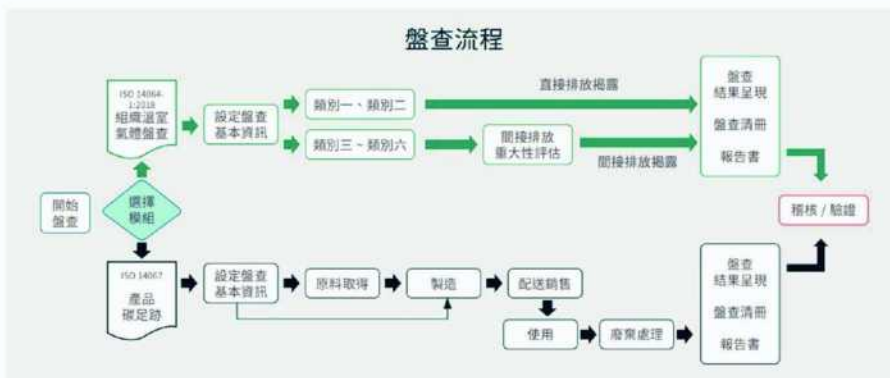 盤查流程
ISO 14064-
1:2018
組織溫室
氣體盤查
設定盤查
基本資訊
類別一、類別二
直接排放揭露
類別三~類別六
間接排放
重大性評估
間接排放揭露
盤查
結果呈現
盤查清冊
報告書
開始
盤查
選擇
模組
稽核 / 驗證
ISO 14067
產品
碳足跡
設定盤查
基本資訊
原料取得
製造
配送銷售
使用
廢棄處理
盤查
結果呈現
盤查清冊
報告書